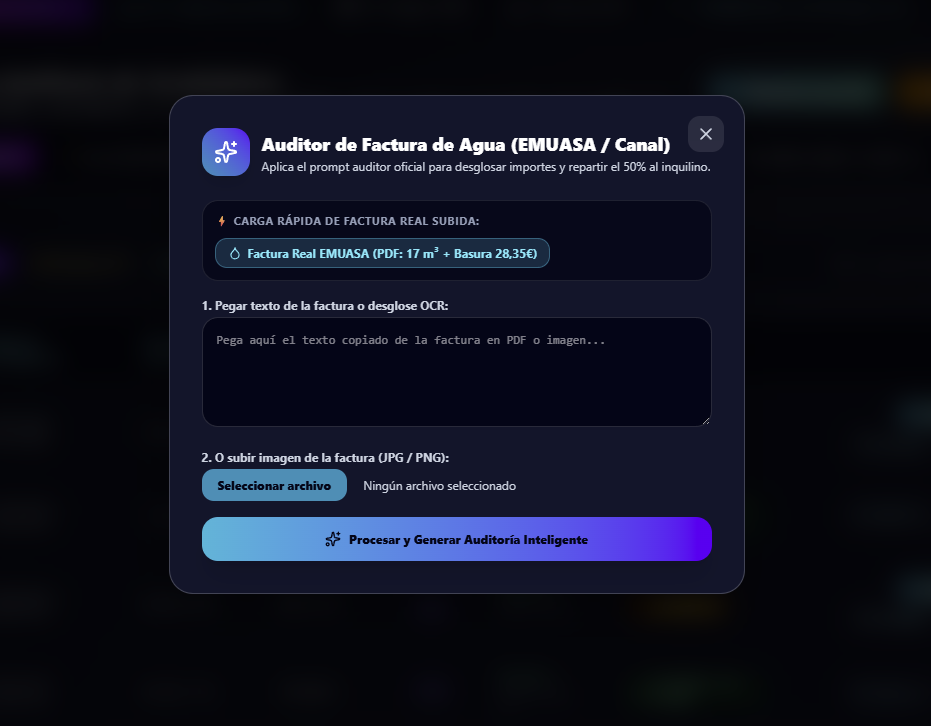 Auditor de Factura de Agua (EMUASA / Canal)
Aplica el prompt auditor oficial para desglosar importes y repartir el 50% al inquilino.
CARGA RÁPIDA DE FACTURA REAL SUBIDA:
Factura Real EMUASA (PDF: 17 m³ + Basura 28,35€)
1. Pegar texto de la factura o desglose OCR:
Pega aquí el texto copiado de la factura en PDF o imagen...
2. O subir imagen de la factura (JPG / PNG):
Seleccionar archivo Ningún archivo seleccionado
Procesar y Generar Auditoría Inteligente